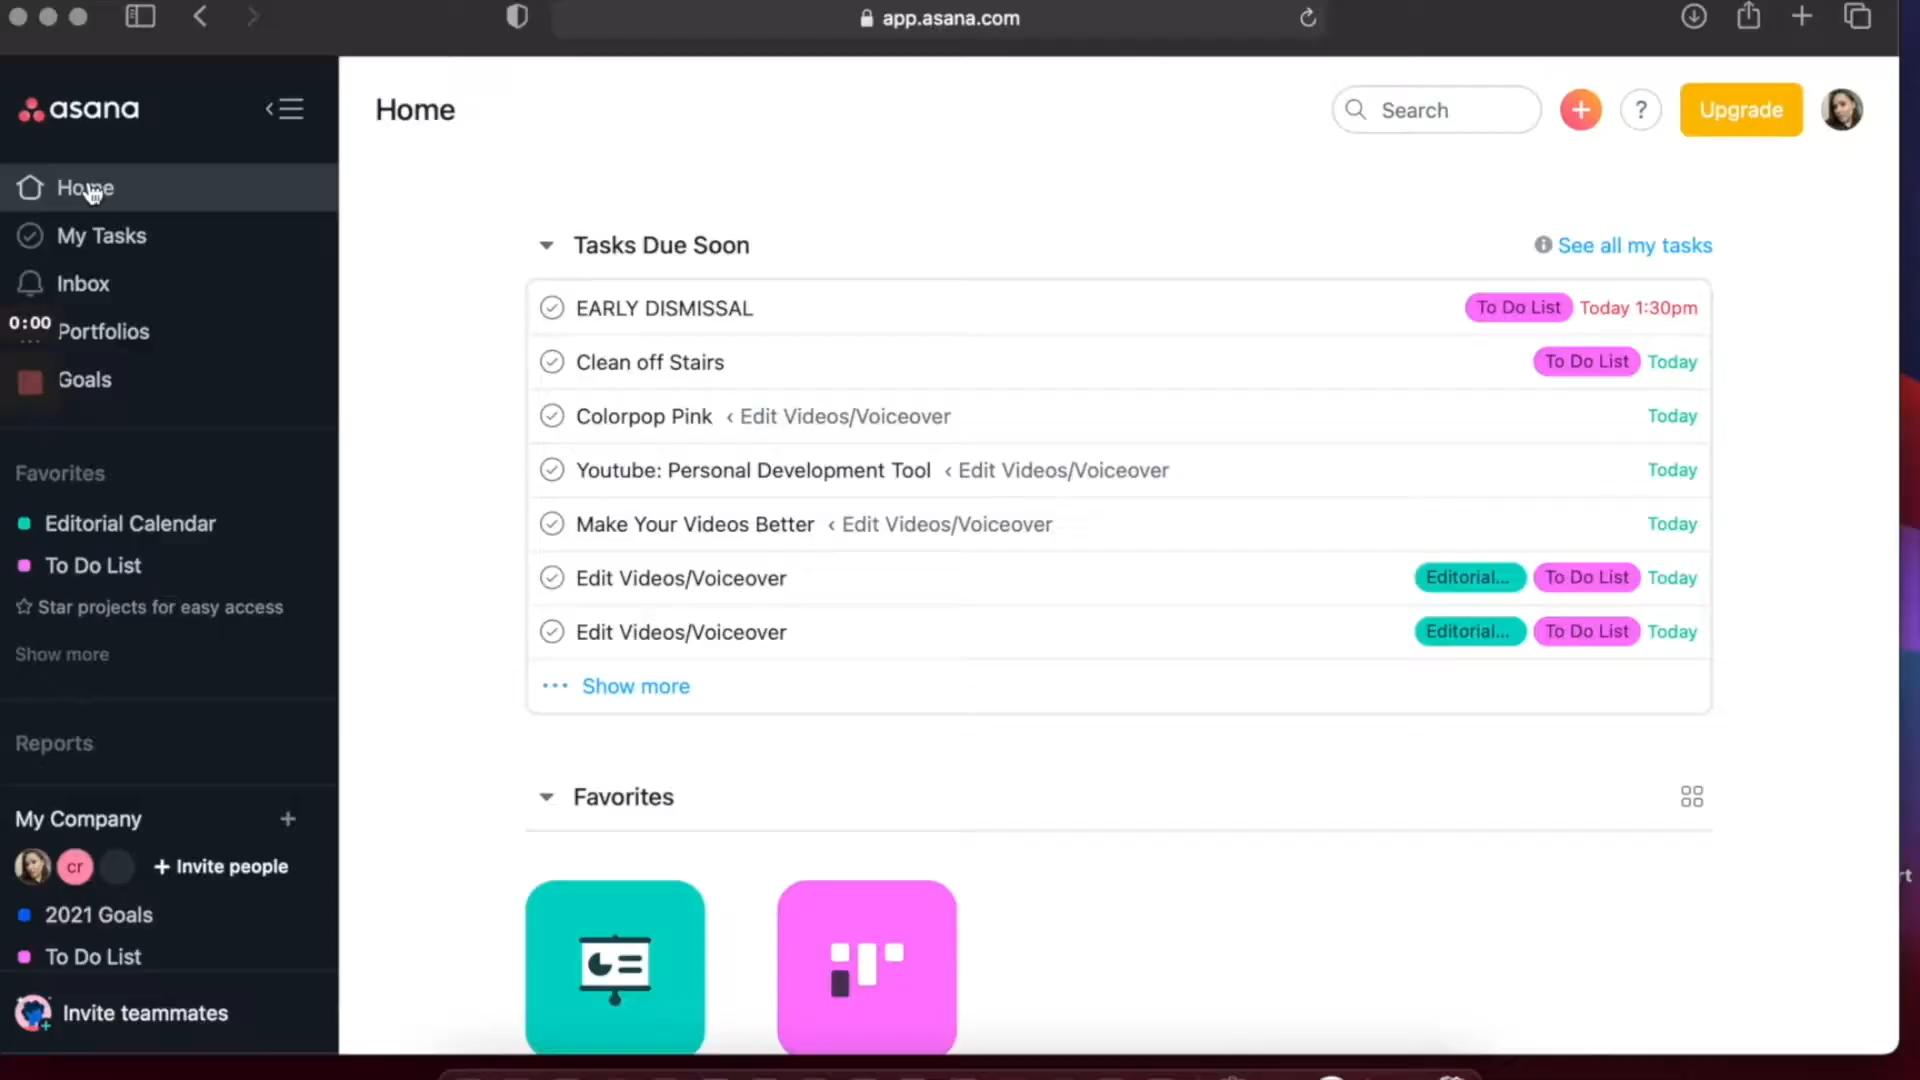 app.asana.com
asana
Home
Search
+
?
Upgrade
Home
My Tasks
Inbox
0:00
Portfolios
Goals
Favorites
Editorial Calendar
To Do List
Star projects for easy access
Show more
Reports
My Company +
cr
+ Invite people
2021 Goals
To Do List
Invite teammates
Tasks Due Soon
See all my tasks
EARLY DISMISSAL To Do List Today 1:30pm
Clean off Stairs To Do List Today
Colorpop Pink ‹ Edit Videos/Voiceover Today
Youtube: Personal Development Tool ‹ Edit Videos/Voiceover Today
Make Your Videos Better ‹ Edit Videos/Voiceover Today
Edit Videos/Voiceover Editorial... To Do List Today
Edit Videos/Voiceover Editorial... To Do List Today
... Show more
Favorites